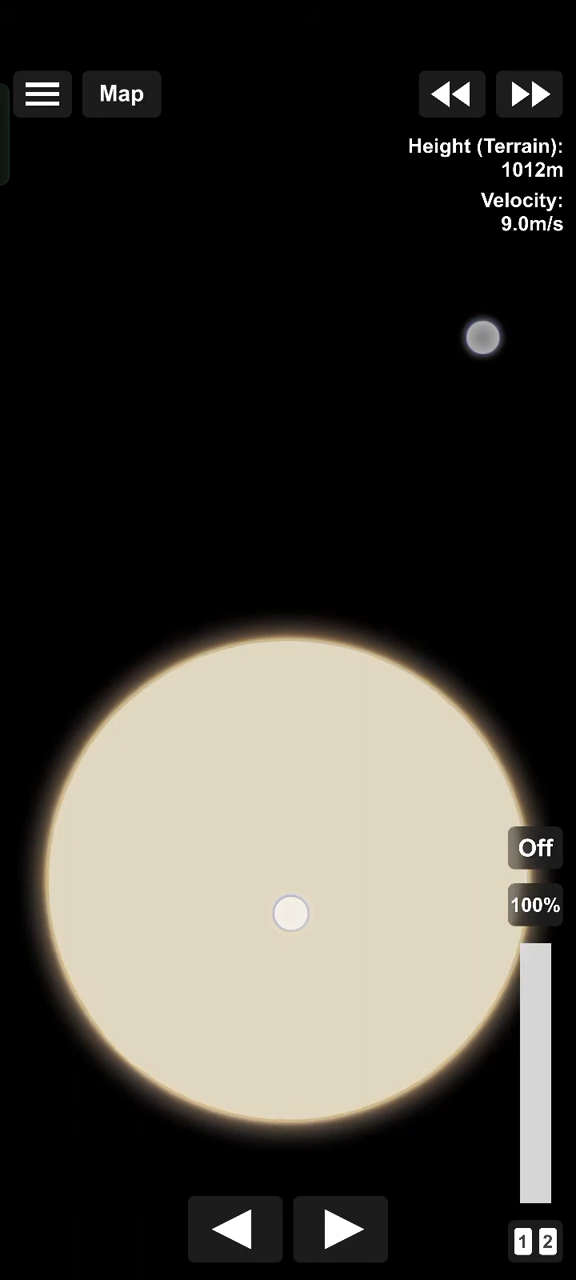 Map
Height (Terrain):
1012m
Velocity:
9.0m/s
Off
100%
1 2